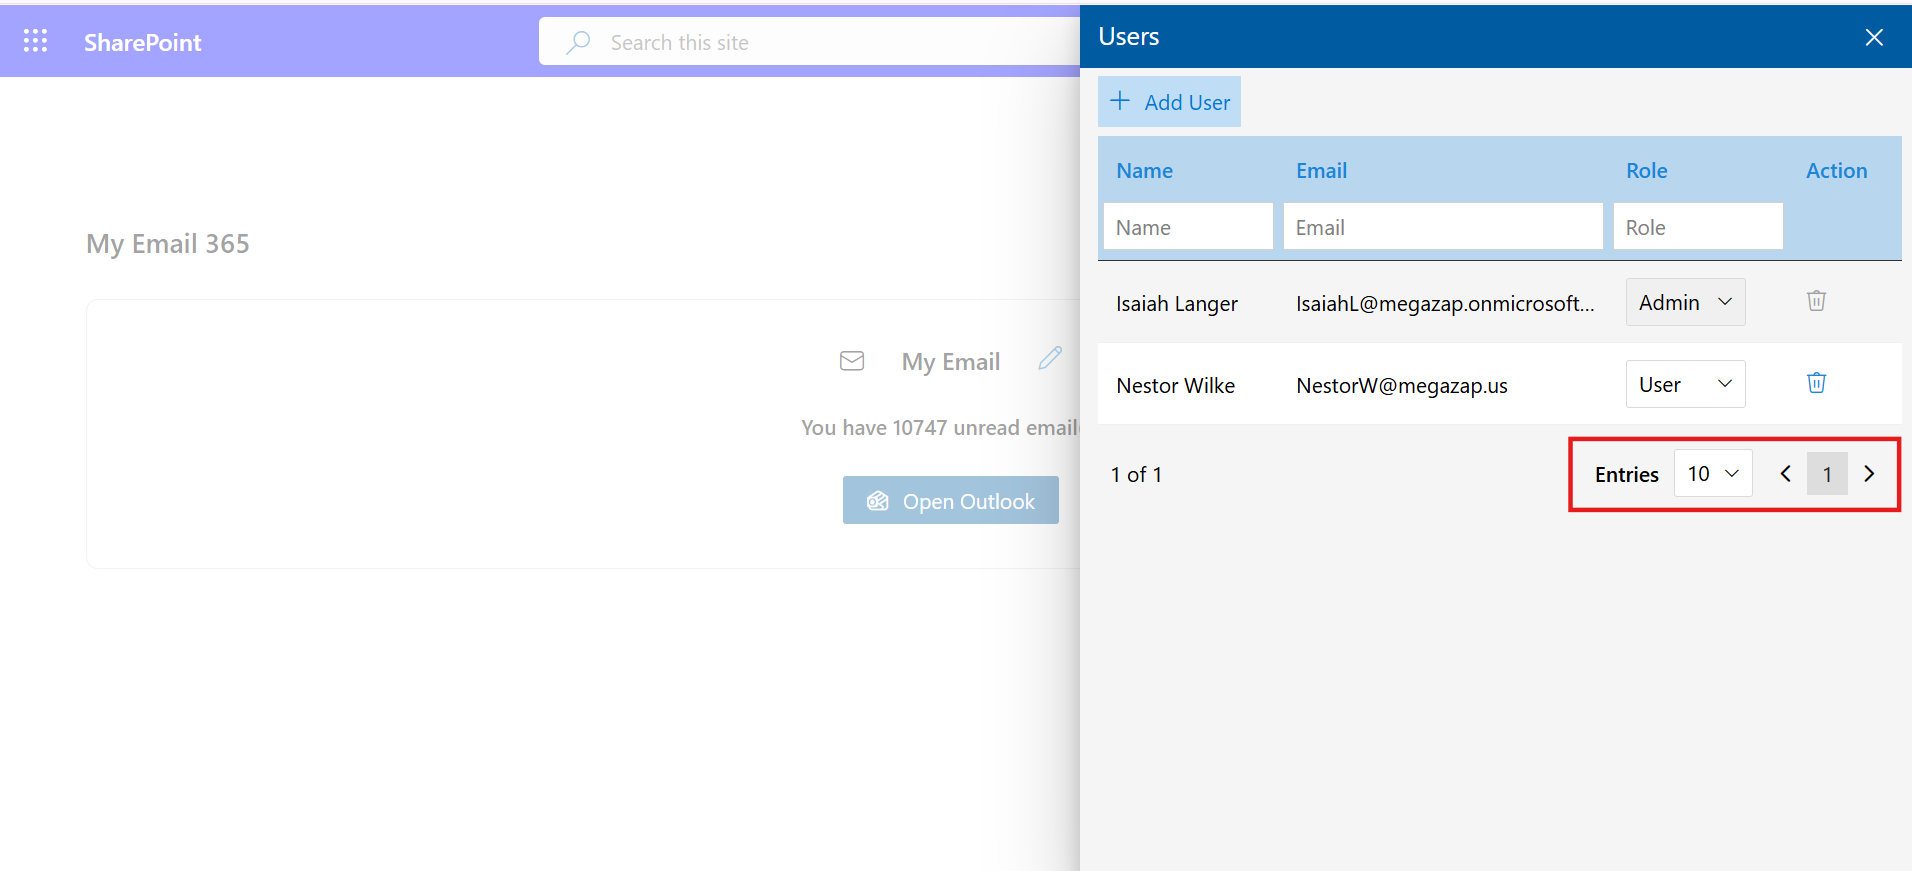 SharePoint
Search this site
Users
Add User
Name Email Role Action
Name Email Role
My Email 365
Isaiah Langer IsaiahL@megazap.onmicrosoft... Admin
My Email
Nestor Wilke NestorW@megazap.us User
You have 10747 unread email
1 of 1 Entries 10 1
Open Outlook